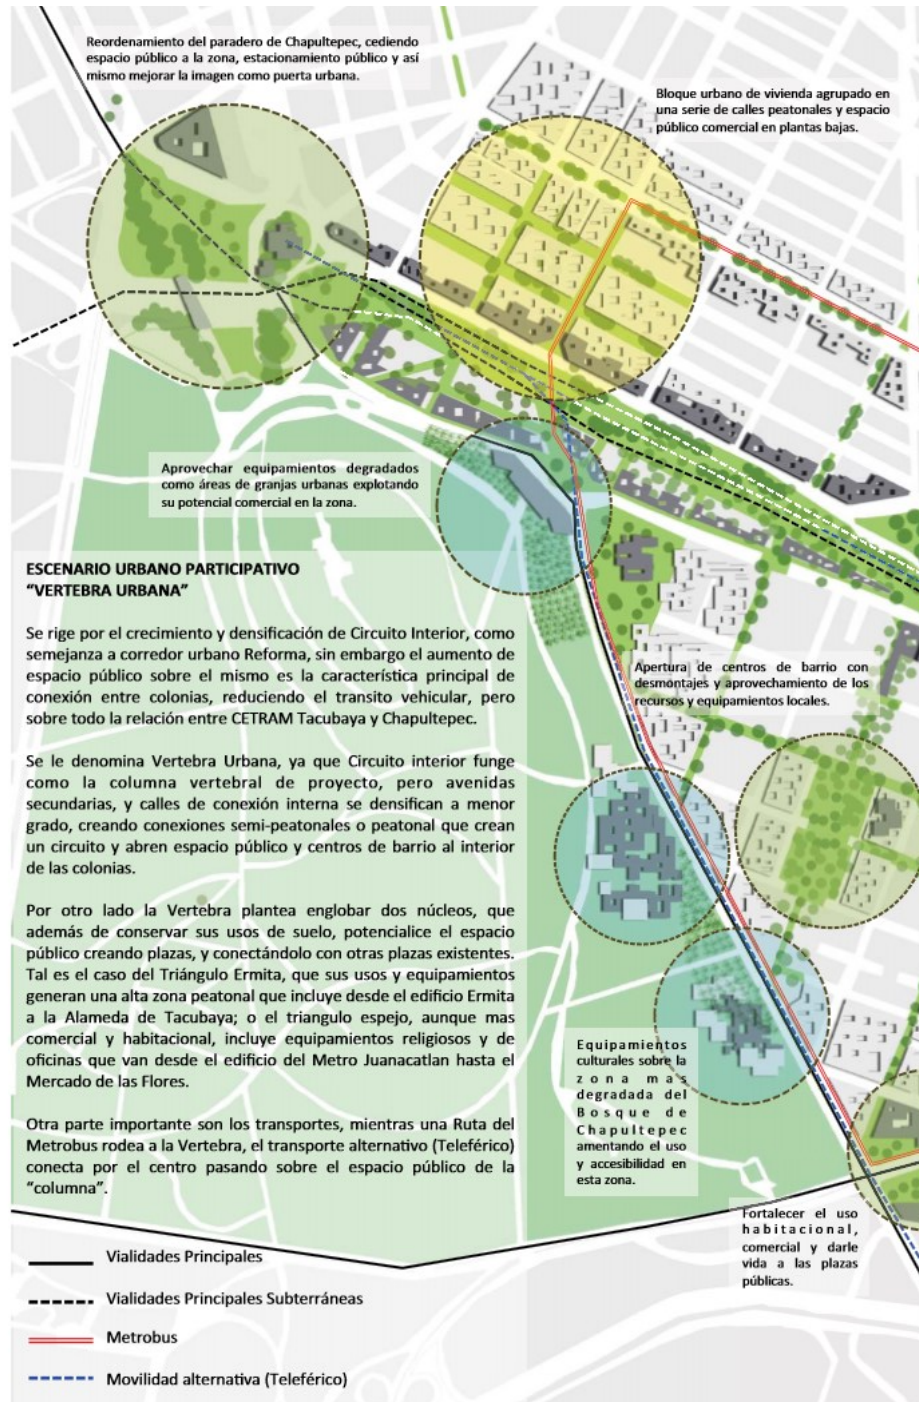 Reordenamiento del paradero de Chapultepec, cediendo
espacio público a la zona, estacionamiento público y así
mismo mejorar la imagen como puerta urbana.
Bloque urbano de vivienda agrupado en
una serie de calles peatonales y espacio
público comercial en plantas bajas.
Aprovechar equipamientos degradados
como áreas de granjas urbanas explotando
su potencial comercial en la zona.
ESCENARIO URBANO PARTICIPATIVO
“VERTEBRA URBANA”
Se rige por el crecimiento y densificación de Circuito Interior, como
semejanza a corredor urbano Reforma, sin embargo el aumento de
espacio público sobre el mismo es la característica principal de
conexión entre colonias, reduciendo el transito vehicular, pero
sobre todo la relación entre CETRAM Tacubaya y Chapultepec.
Se le denomina Vertebra Urbana, ya que Circuito interior funge
como la columna vertebral de proyecto, pero avenidas
secundarias, y calles de conexión interna se densifican a menor
grado, creando conexiones semi-peatonales o peatonal que crean
un circuito y abren espacio público y centros de barrio al interior
de las colonias.
Por otro lado la Vertebra plantea englobar dos núcleos, que
además de conservar sus usos de suelo, potencialice el espacio
público creando plazas, y conectándolo con otras plazas existentes.
Tal es el caso del Triángulo Ermita, que sus usos y equipamientos
generan una alta zona peatonal que incluye desde el edificio Ermita
a la Alameda de Tacubaya; o el triangulo espejo, aunque mas
comercial y habitacional, incluye equipamientos religiosos y de
oficinas que van desde el edificio del Metro Juanacatlan hasta el
Mercado de las Flores.
Otra parte importante son los transportes, mientras una Ruta del
Metrobus rodea a la Vertebra, el transporte alternativo (Teleférico)
conecta por el centro pasando sobre el espacio público de la
“columna”.
Apertura de centros de barrio con
desmontajes y aprovechamiento de los
recursos y equipamientos locales.
Equipamientos
culturales sobre la
zona mas
degradada del
Bosque de
Chapultepec
amentando el uso
y accesibilidad en
esta zona.
Fortalecer el uso
habitacional,
comercial y darle
vida a las plazas
públicas.
Vialidades Principales
Vialidades Principales Subterráneas
Metrobus
Movilidad alternativa (Teleférico)